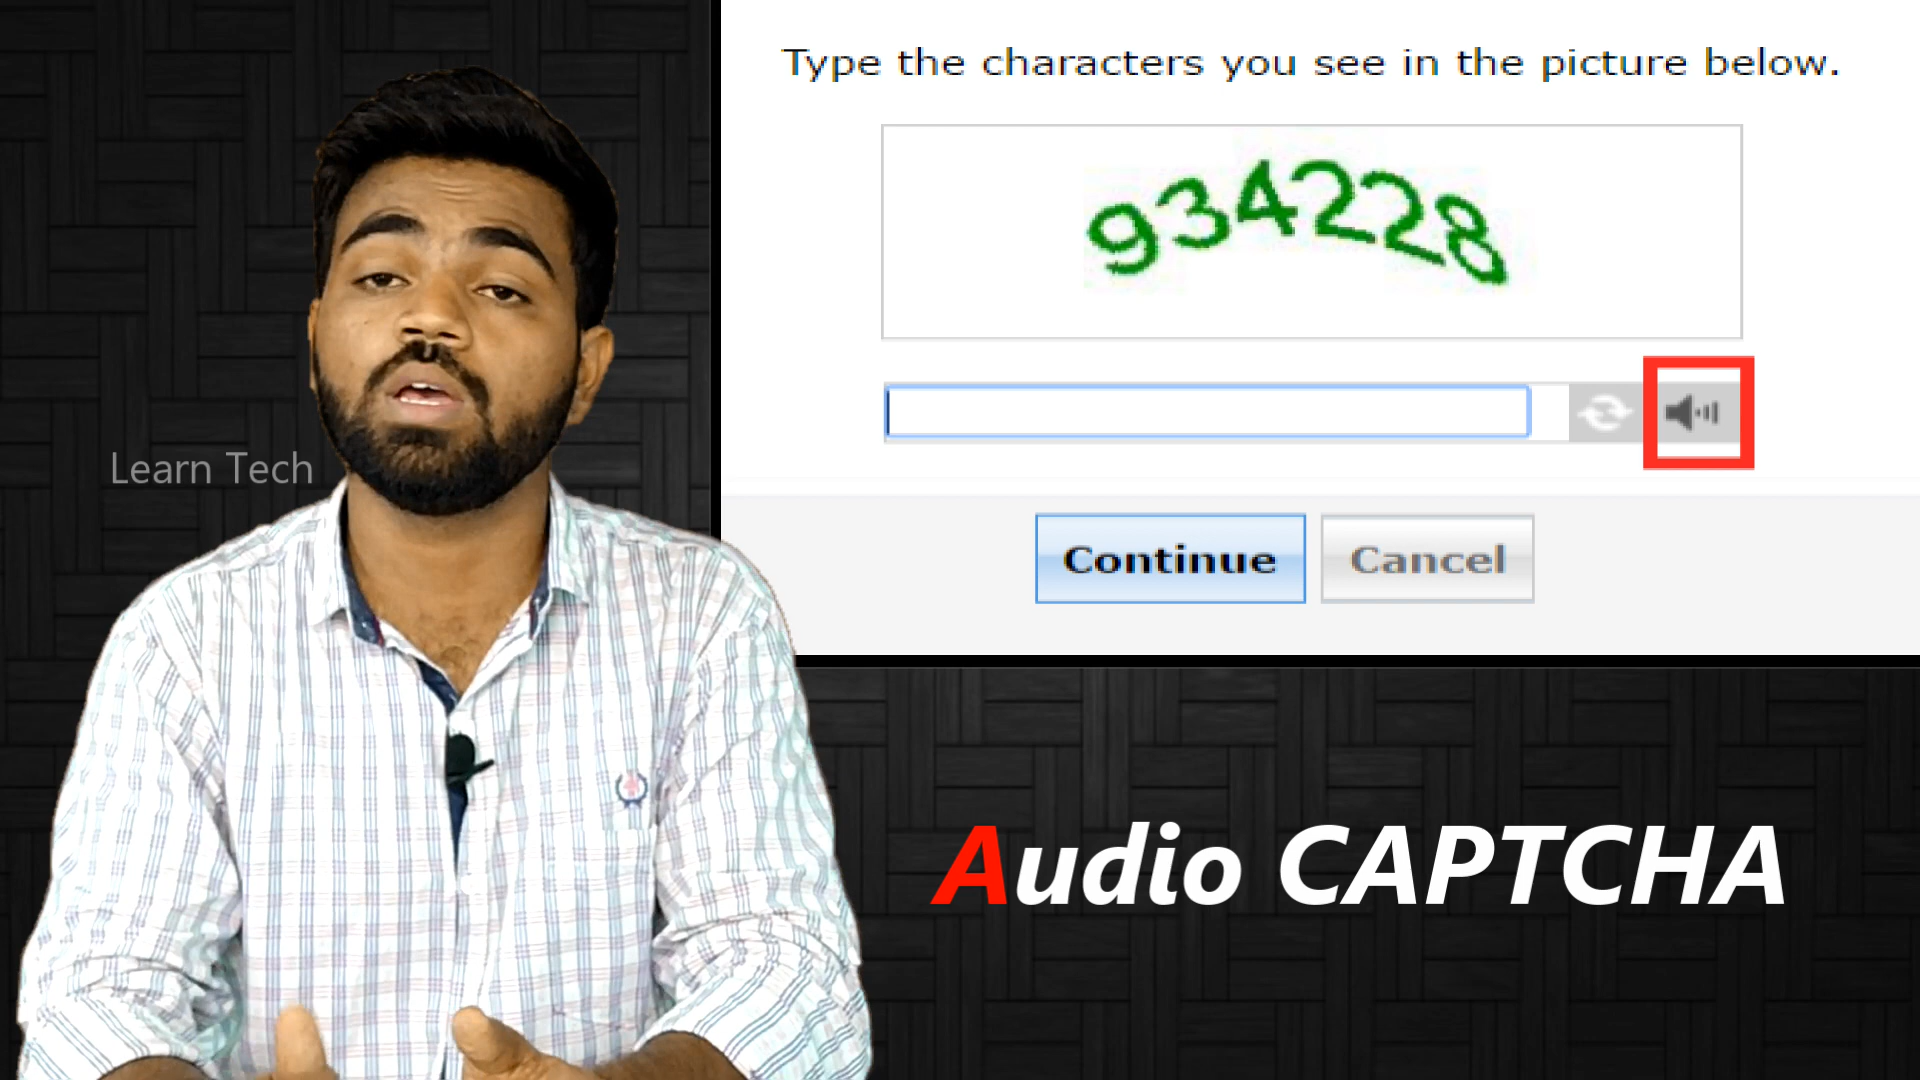 Type the characters you see in the picture below.
934228
Learn Tech
Continue
Cancel
Audio CAPTCHA